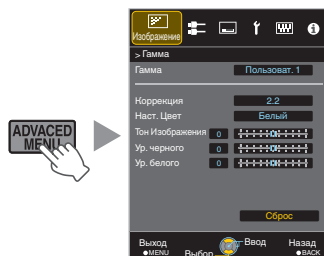 Изображение
> Гамма
Гамма Пользоват. 1
Коррекция 2.2
Наст. Цвет Белый
Тон Изображения 0
Ур. черного 0
Ур. белого 0
ADVACED
MENU
Сброс
Выход Ввод Назад
●MENU Выбор ●BACK